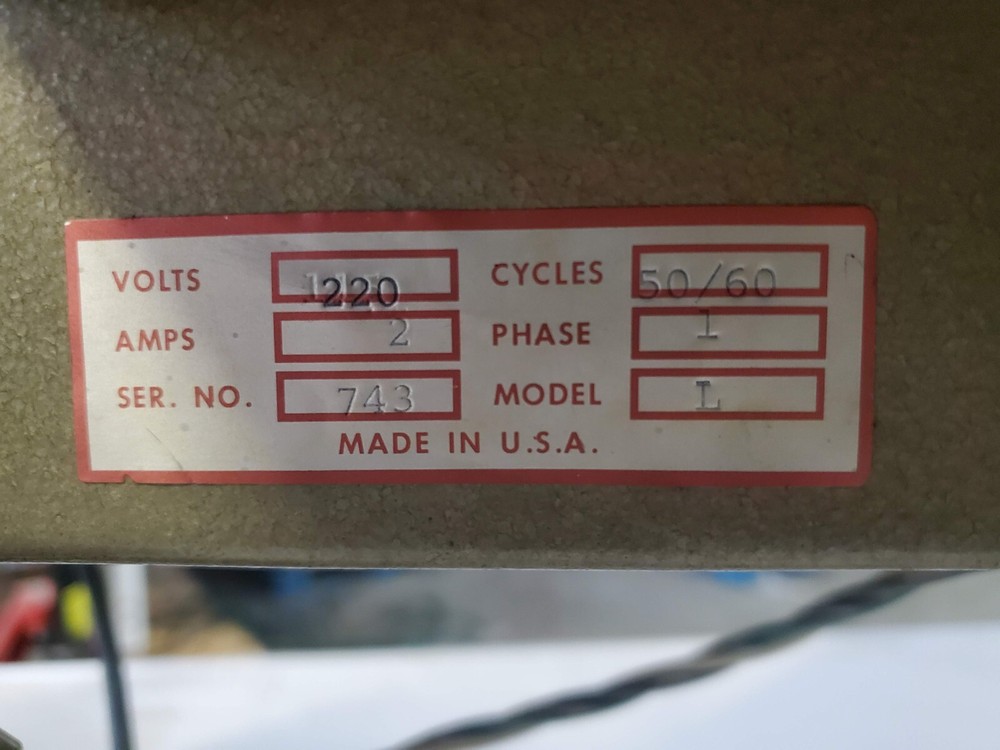 VOLTS 220 CYCLES 50/60
AMPS 2 PHASE 1
SER. NO. 743 MODEL L
MADE IN U.S.A.